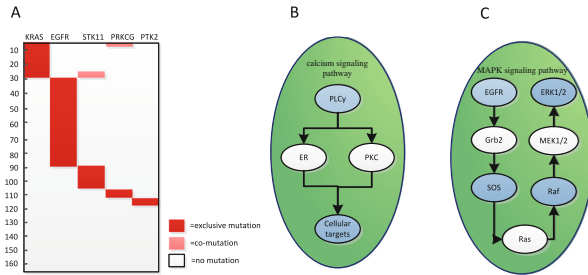 A
KRAS EGFR STK11 PRKCG PTK2
10
20
30
40
50
60
70
80
90
100
110
120
130
140
150
160
=exclusive mutation
=co-mutation
=no mutation
B
calcium signaling
pathway
PLCy
ER
PKC
Cellular
targets
C
MAPK signaling pathway
EGFR
ERK1/2
Grb2
MEK1/2
SOS
Raf
Ras